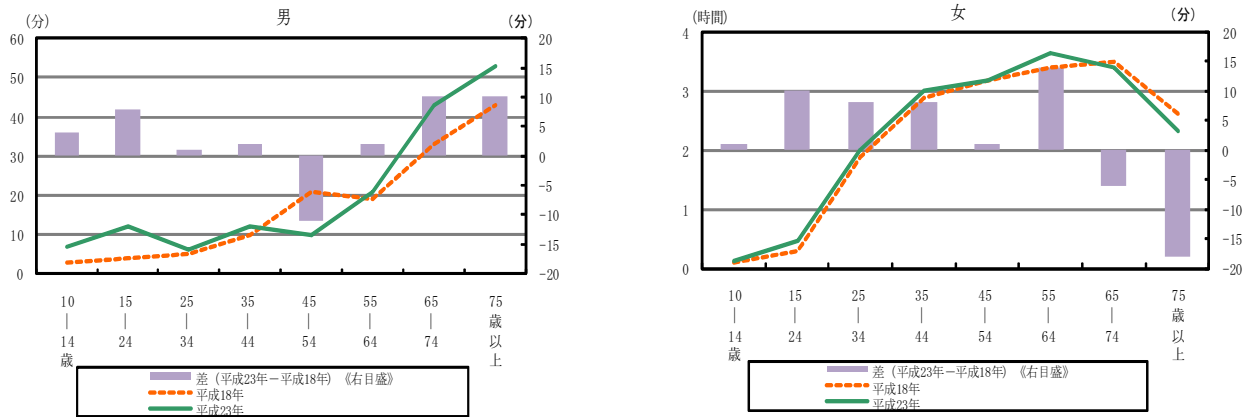 男
(分)
(分)
60
50
40
30
20
10
0
20
15
10
5
0
-5
-10
-15
-20
10 15 25 35 45 55 65 75
| | | | | | | 歳
14 24 34 44 54 64 74 以
歳 上
差（平成23年－平成18年）《右目盛》
平成18年
平成23年
女
(時間)
(分)
4
3
2
1
0
20
15
10
5
0
-5
-10
-15
-20
10 15 25 35 45 55 65 75
| | | | | | | 歳
14 24 34 44 54 64 74 以
歳 上
差（平成23年－平成18年）《右目盛》
平成18年
平成23年